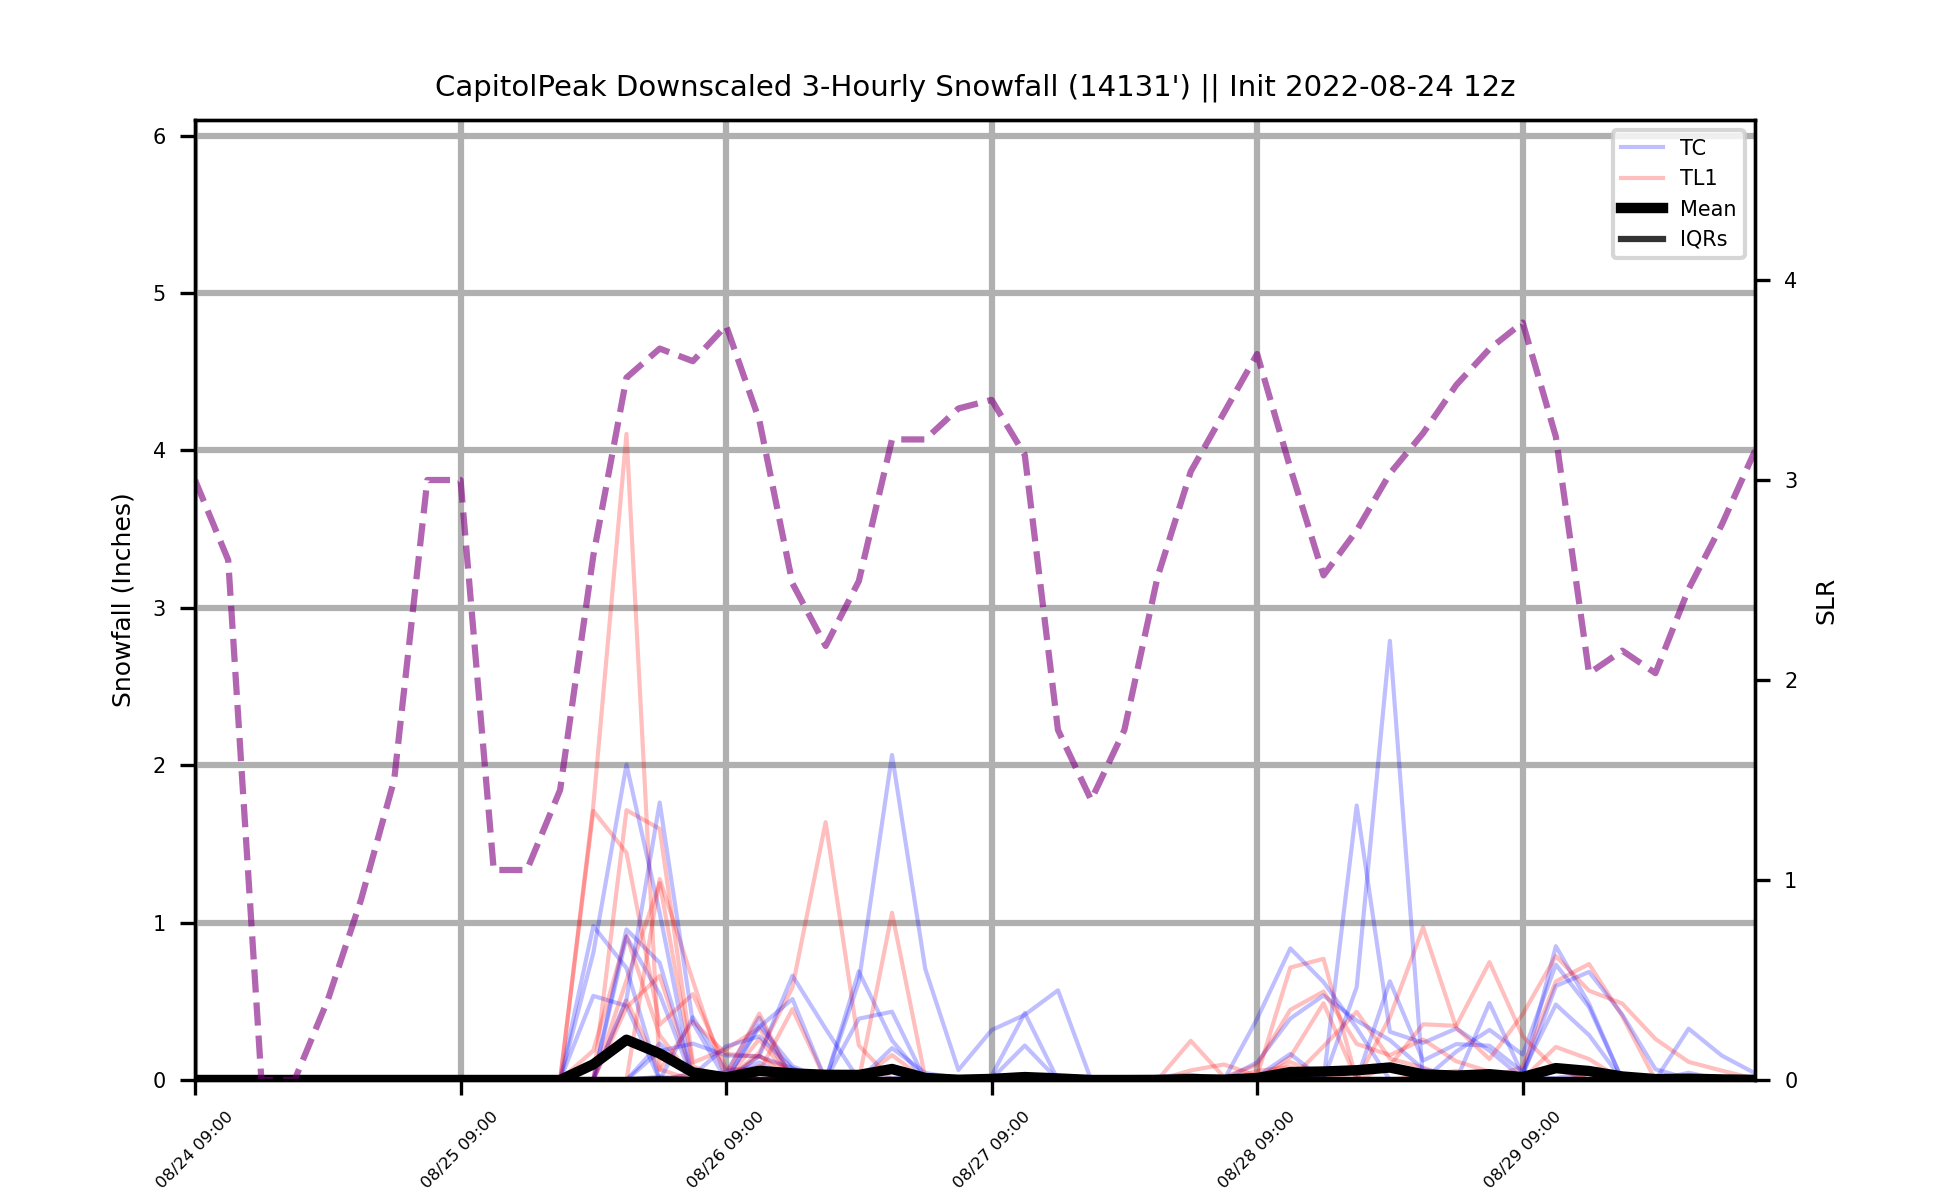 CapitolPeak Downscaled 3-Hourly Snowfall (14131') || Init 2022-08-24 12z
TC
TL1
Mean
IQRs
6
5
4
3
2
1
0
Snowfall (Inches)
4
3
2
1
0
SLR
08/24 09:00
08/25 09:00
08/26 09:00
08/27 09:00
08/28 09:00
08/29 09:00